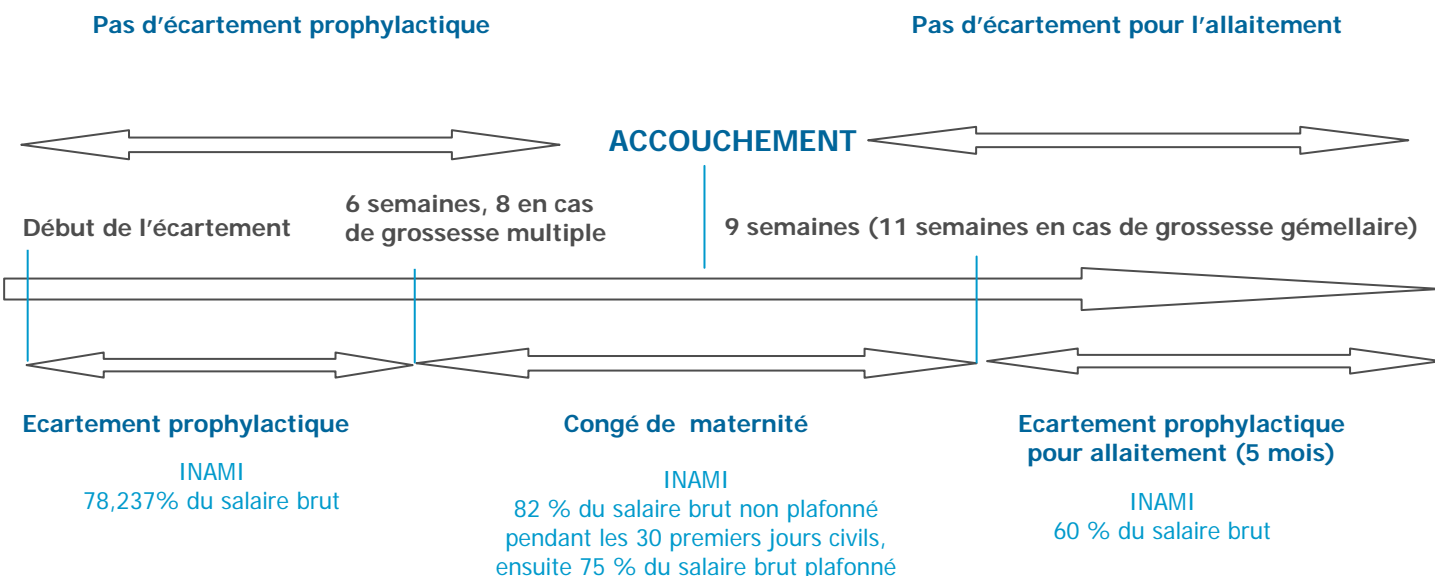 Pas d'écartement prophylactique
Pas d'écartement pour l'allaitement
ACCOUCHEMENT
Début de l'écartement
6 semaines, 8 en cas
de grossesse multiple
9 semaines (11 semaines en cas de grossesse gémellaire)
Ecartement prophylactique
INAMI
78,237% du salaire brut
Congé de maternité
INAMI
82 % du salaire brut non plafonné
pendant les 30 premiers jours civils,
ensuite 75 % du salaire brut plafonné
Ecartement prophylactique
pour allaitement (5 mois)
INAMI
60 % du salaire brut